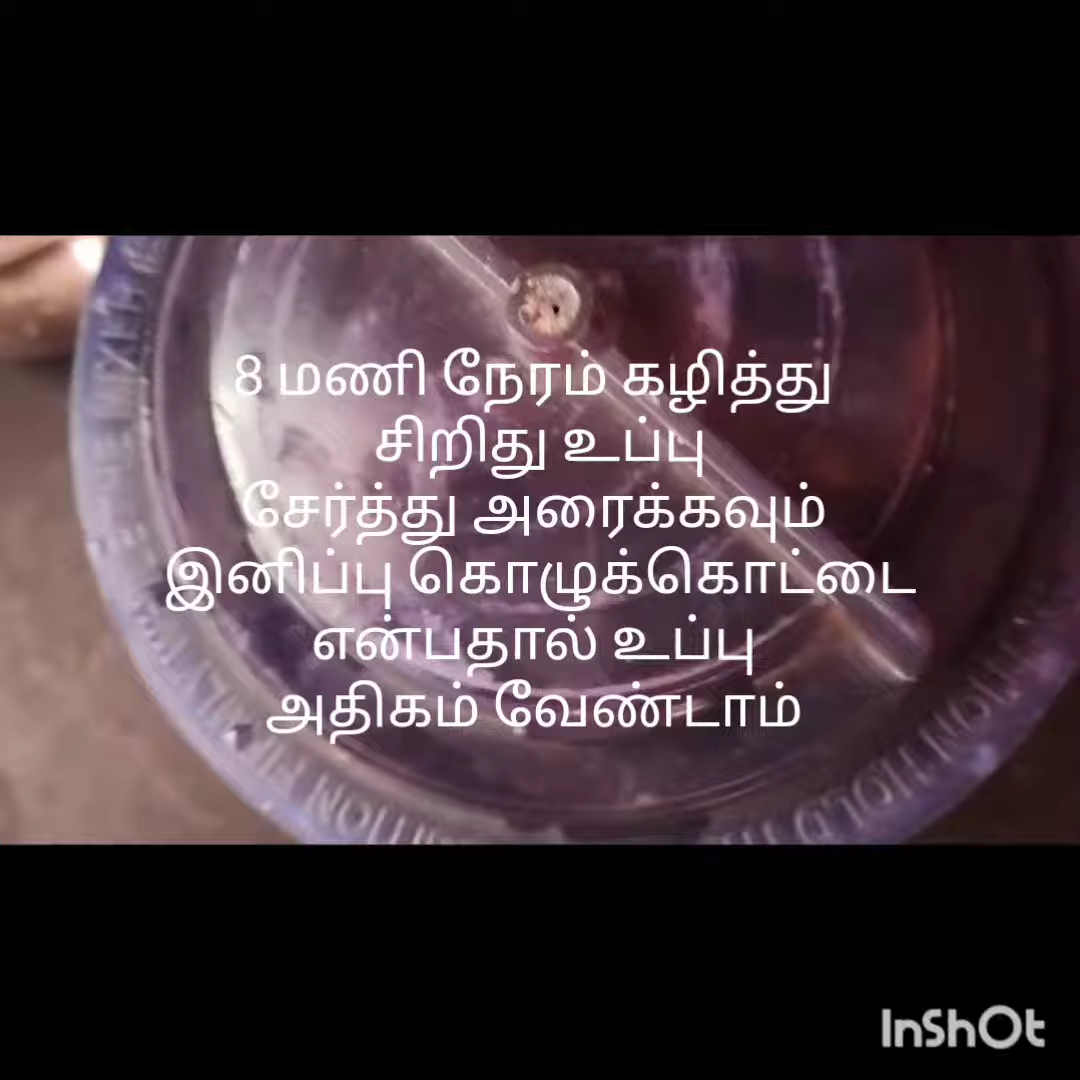 8 மணி நேரம் கழித்து
சிறிது உப்பு
சேர்த்து அரைக்கவும்
இனிப்பு கொழுக்கொட்டை
என்பதால் உப்பு
அதிகம் வேண்டாம்
InShOt